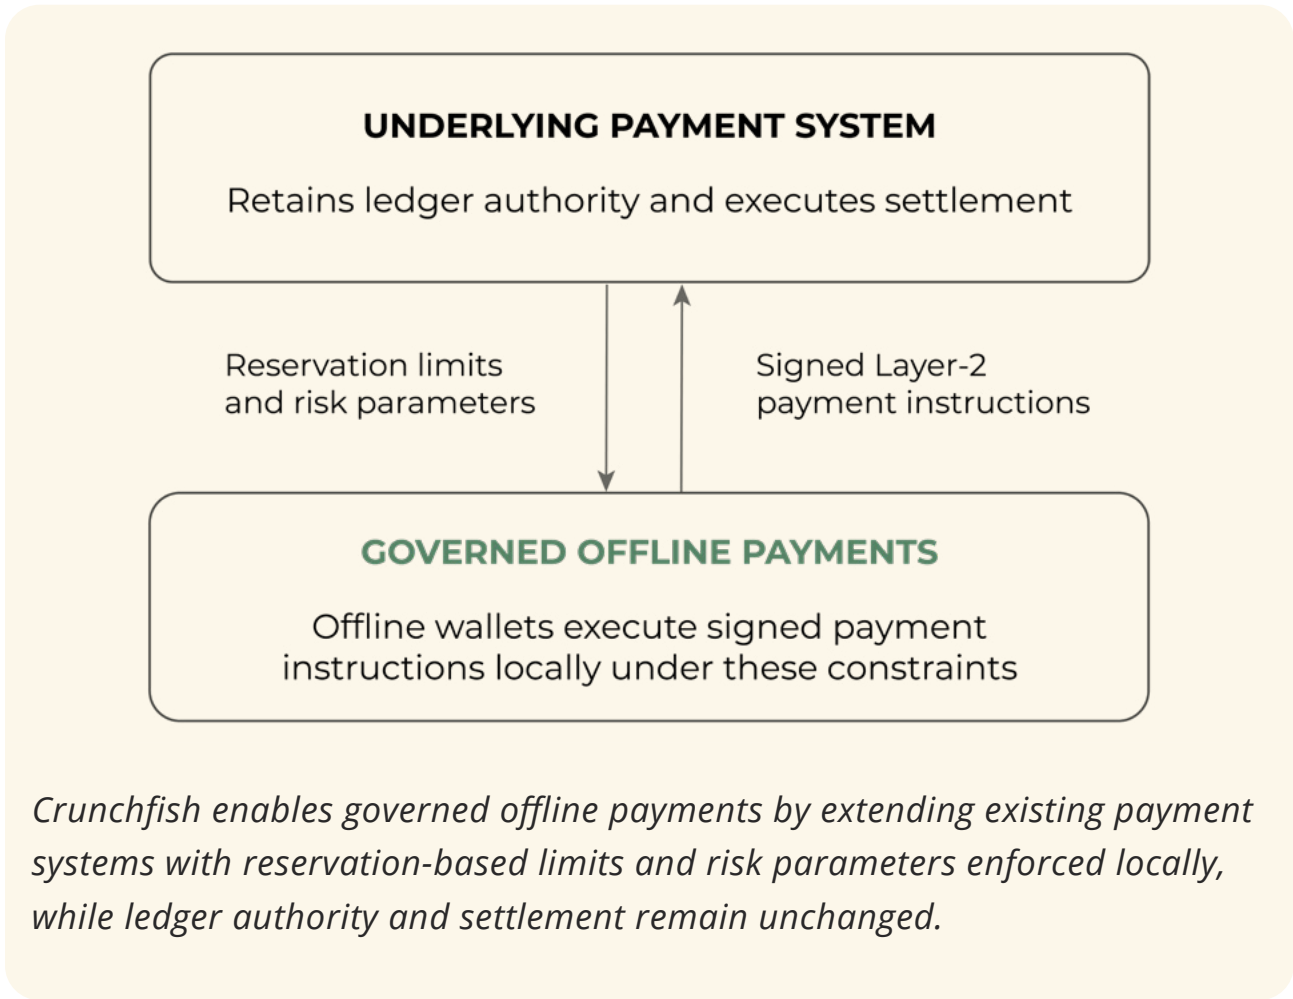 UNDERLYING PAYMENT SYSTEM
Retains ledger authority and executes settlement
Reservation limits
and risk parameters
Signed Layer-2
payment instructions
GOVERNED OFFLINE PAYMENTS
Offline wallets execute signed payment
instructions locally under these constraints
Crunchfish enables governed offline payments by extending existing payment
systems with reservation-based limits and risk parameters enforced locally,
while ledger authority and settlement remain unchanged.